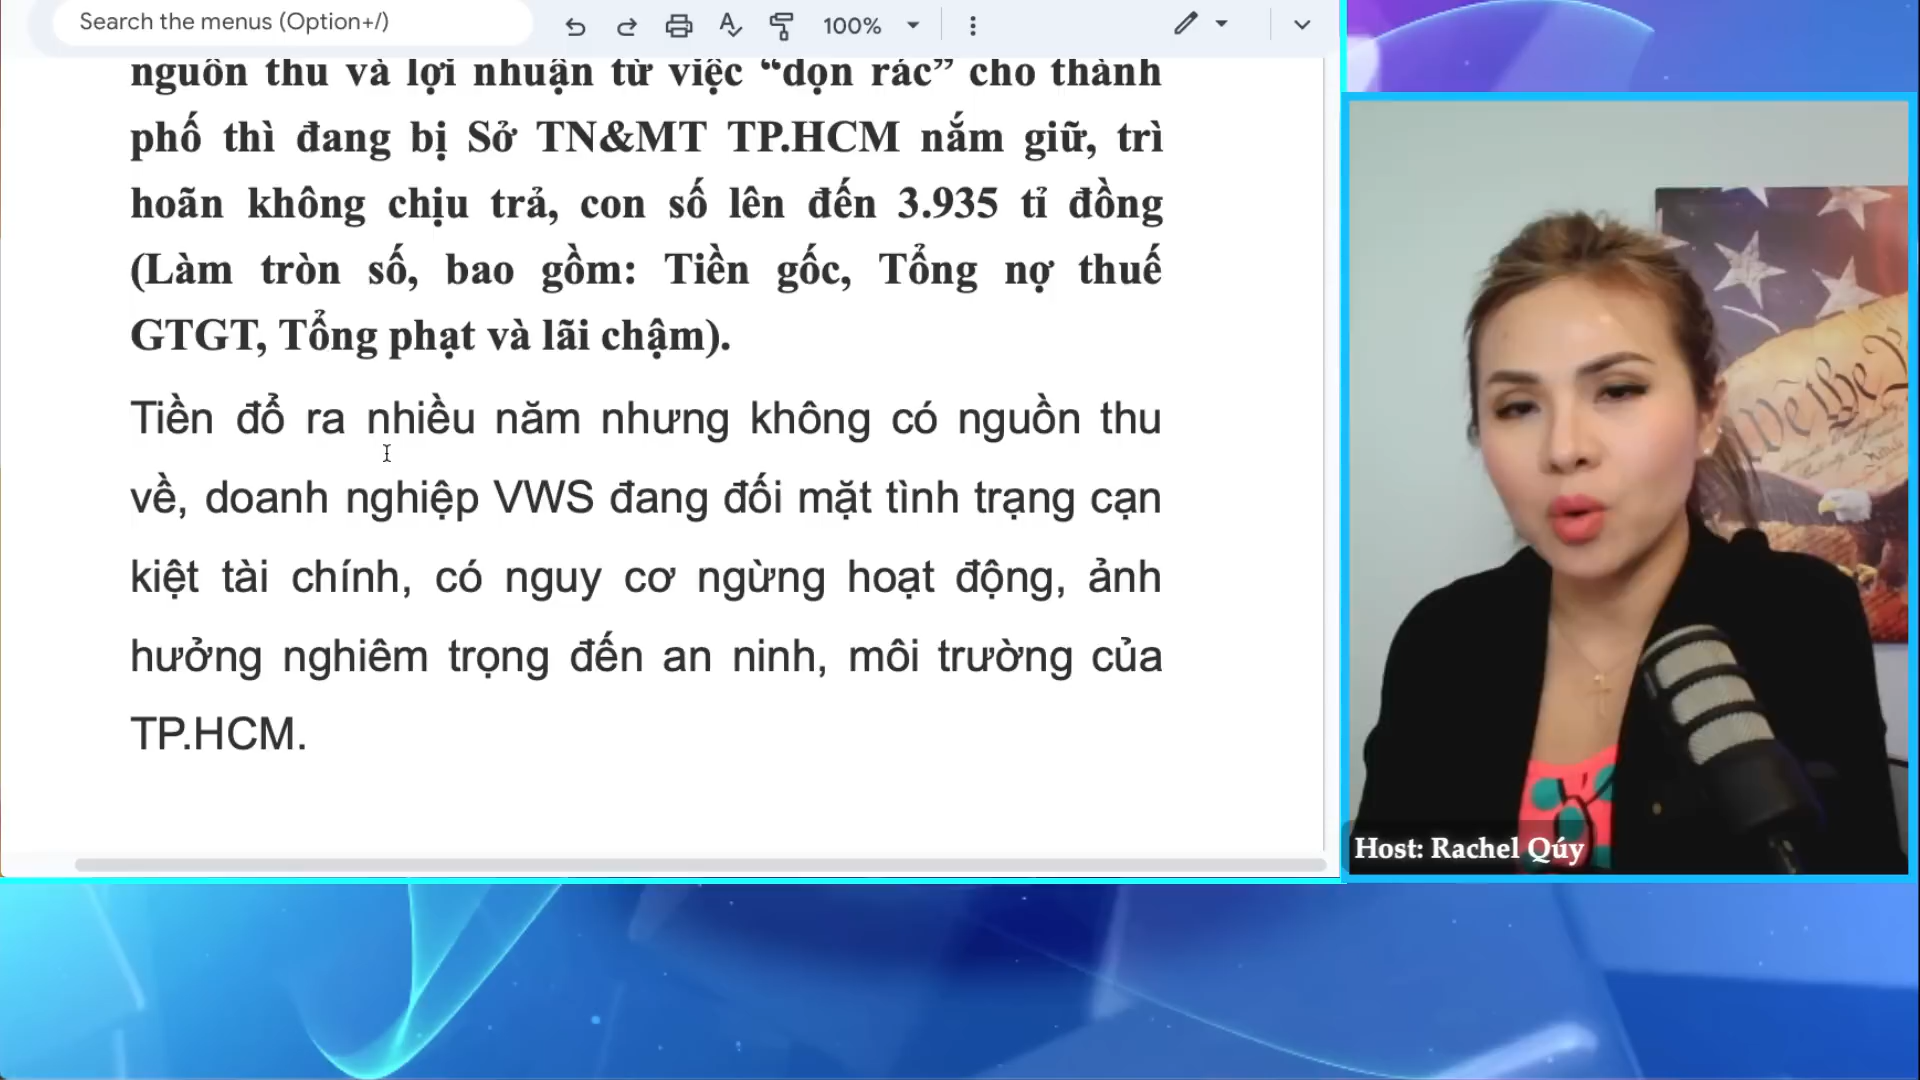 Search the menus (Option+/)
100%
nguồn thu và lợi nhuận từ việc “dọn rác” cho thành
phố thì đang bị Sở TN&MT TP.HCM nắm giữ, trì
hoãn không chịu trả, con số lên đến 3.935 tỉ đồng
(Làm tròn số, bao gồm: Tiền gốc, Tổng nợ thuế
GTGT, Tổng phạt và lãi chậm).
Tiền đổ ra nhiều năm nhưng không có nguồn thu
về, doanh nghiệp VWS đang đối mặt tình trạng cạn
kiệt tài chính, có nguy cơ ngừng hoạt động, ảnh
hưởng nghiêm trọng đến an ninh, môi trường của
TP.HCM.
We the
Host: Rachel Qúy